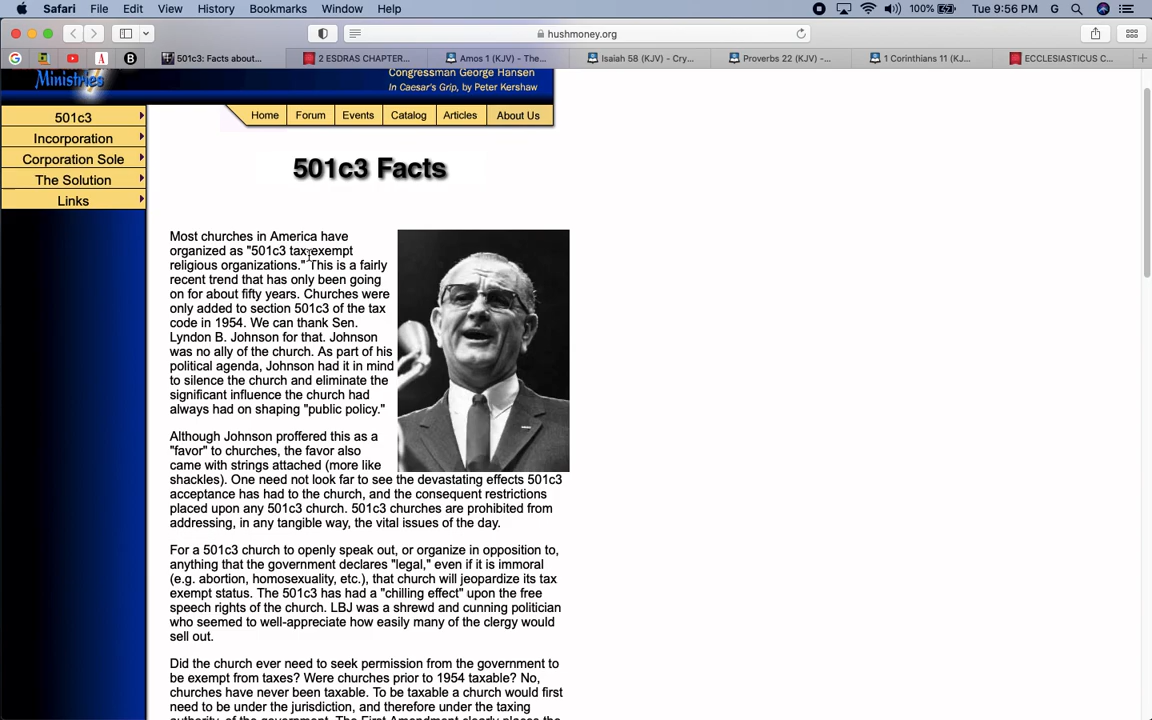 Safari File Edit View History Bookmarks Window Help 100% Tue 9:56 PM G
hushmoney.org
501c3: Facts about... 2 ESDRAS CHAPTER... Amos 1 (KJV) - The... Isaiah 58 (KJV) - Cry... Proverbs 22 (KJV) -... 1 Corinthians 11 (KJ... ECCLESIASTICUS C...
Ministries
Congressman George Hansen
In Caesar's Grip, by Peter Kershaw
Home Forum Events Catalog Articles About Us
501c3
Incorporation
Corporation Sole
The Solution
Links
501c3 Facts
Most churches in America have
organized as "501c3 tax-exempt
religious organizations." This is a fairly
recent trend that has only been going
on for about fifty years. Churches were
only added to section 501c3 of the tax
code in 1954. We can thank Sen.
Lyndon B. Johnson for that. Johnson
was no ally of the church. As part of his
political agenda, Johnson had it in mind
to silence the church and eliminate the
significant influence the church had
always had on shaping "public policy."
Although Johnson proffered this as a
"favor" to churches, the favor also
came with strings attached (more like
shackles). One need not look far to see the devastating effects 501c3
acceptance has had to the church, and the consequent restrictions
placed upon any 501c3 church. 501c3 churches are prohibited from
addressing, in any tangible way, the vital issues of the day.
For a 501c3 church to openly speak out, or organize in opposition to,
anything that the government declares "legal," even if it is immoral
(e.g. abortion, homosexuality, etc.), that church will jeopardize its tax
exempt status. The 501c3 has had a "chilling effect" upon the free
speech rights of the church. LBJ was a shrewd and cunning politician
who seemed to well-appreciate how easily many of the clergy would
sell out.
Did the church ever need to seek permission from the government to
be exempt from taxes? Were churches prior to 1954 taxable? No,
churches have never been taxable. To be taxable a church would first
need to be under the jurisdiction, and therefore under the taxing
authority, of the government. The First Amendment clearly places the